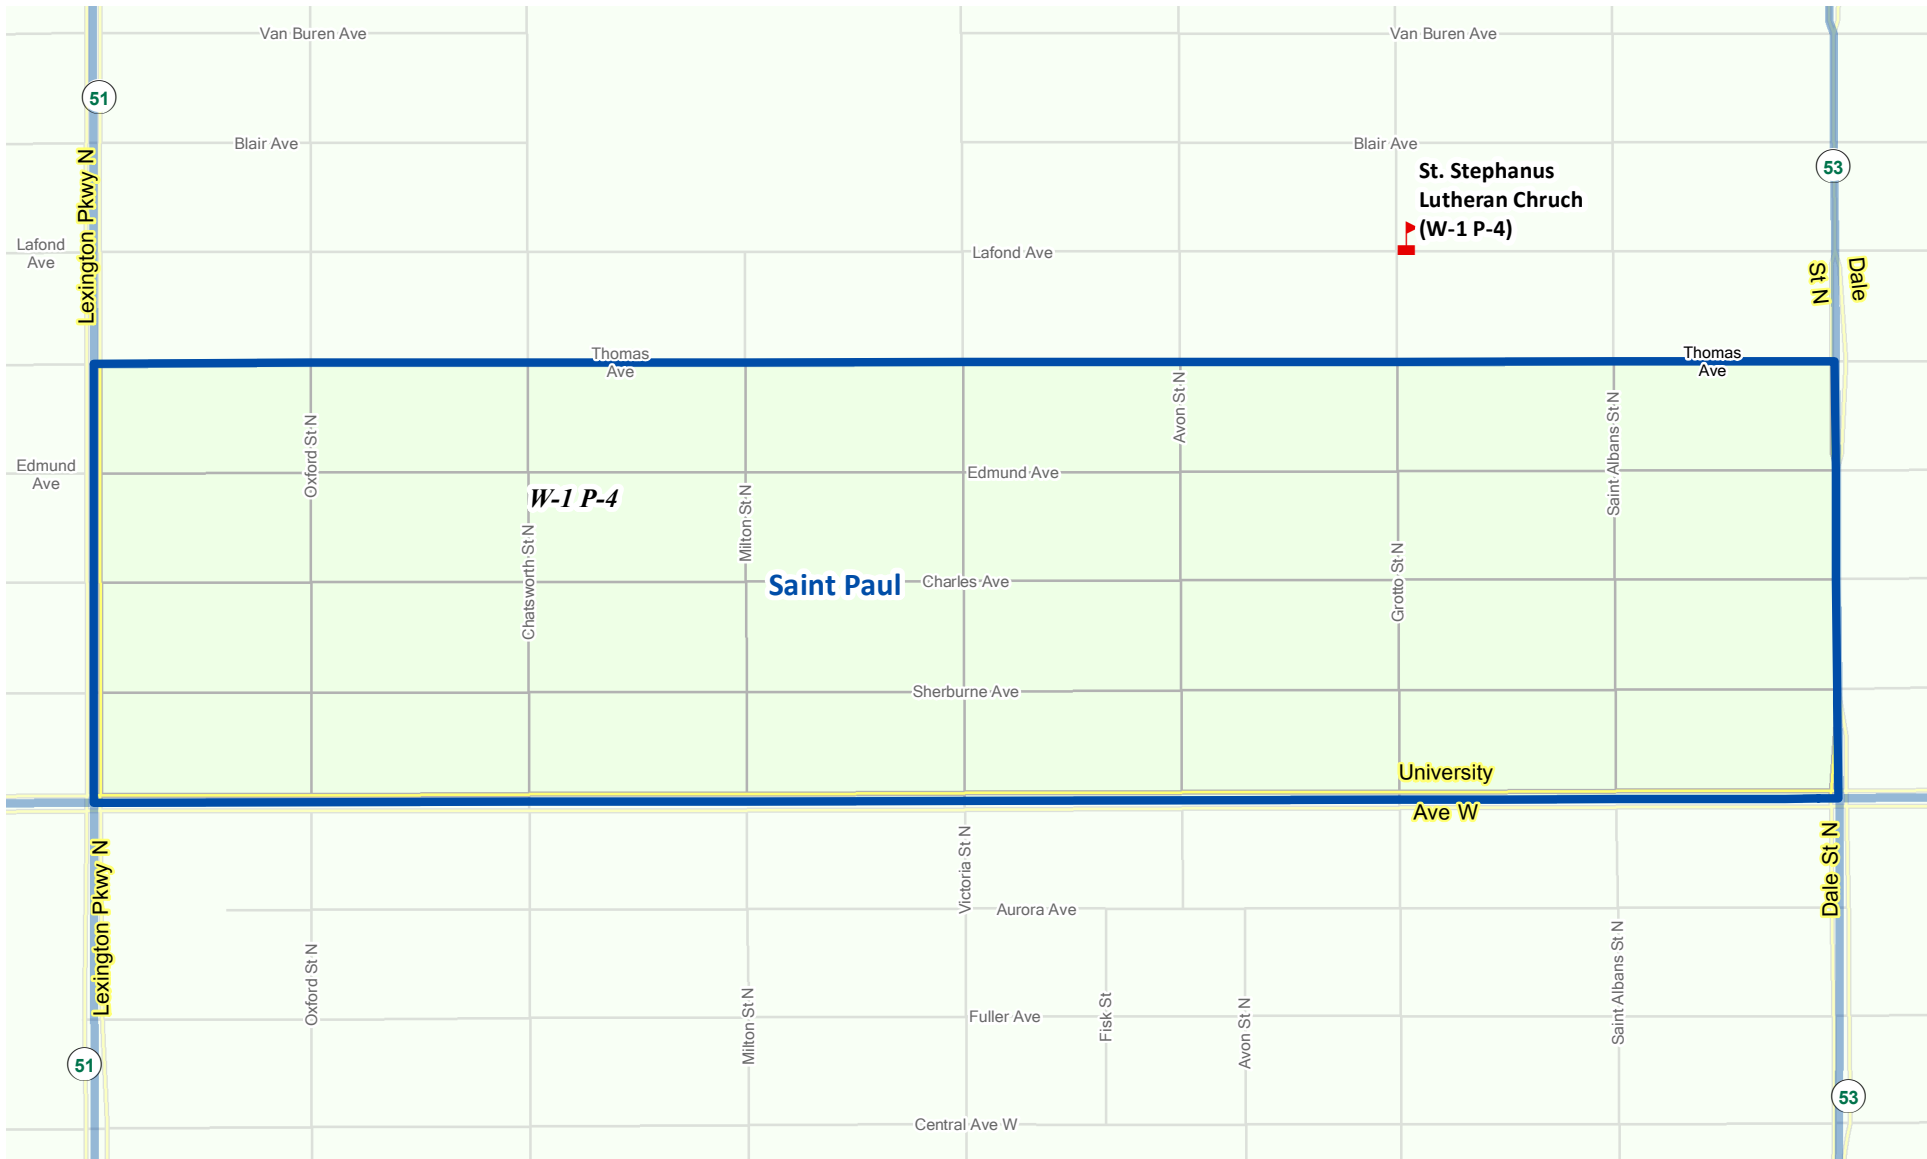 Van Buren Ave
Van Buren Ave
51
Blair Ave
Blair Ave
53
Lexington Pkwy N
St. Stephanus
Lutheran Chruch
(W-1 P-4)
Lafond
Ave
Lafond Ave
Dale
St N
Thomas
Ave
Thomas
Ave
Avon St N
Oxford St N
Saint Albans St N
Edmund
Ave
Edmund Ave
W-1 P-4
Milton St N
Chatsworth St N
Grotto St N
Saint Paul
Charles Ave
Sherburne Ave
University
Ave W
Lexington Pkwy N
Victoria St N
Dale St N
Aurora Ave
Oxford St N
Saint Albans St N
Milton St N
Fuller Ave
Fisk St
Avon St N
51
53
Central Ave W